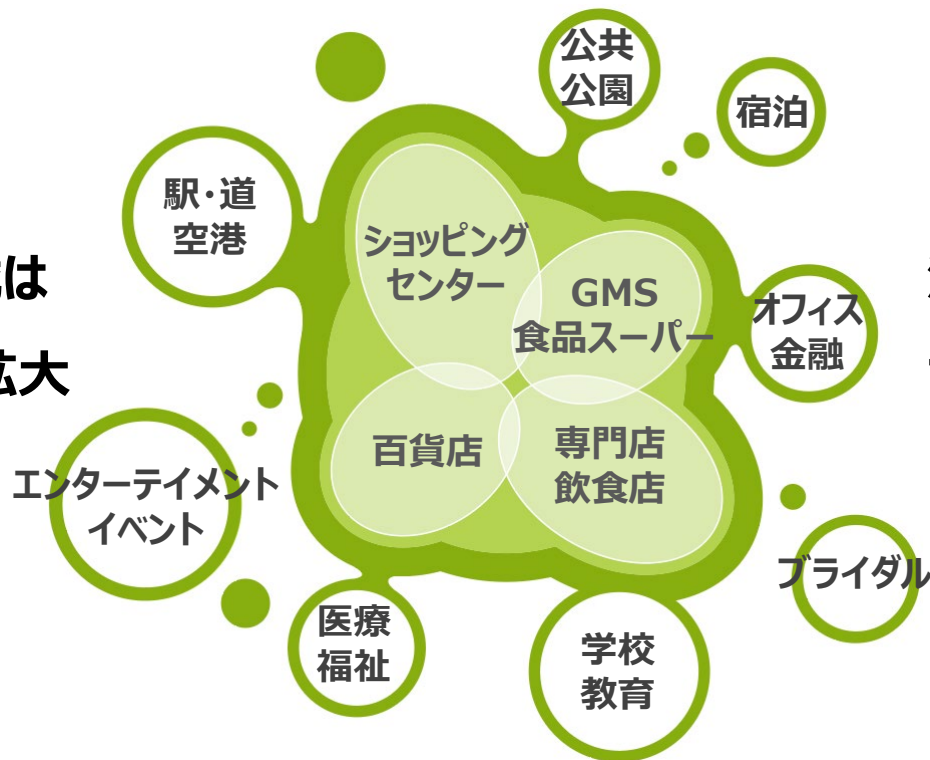 公共
公園
宿泊
駅・道
空港
ショッピング
センター
GMS
食品スーパー
オフィス
金融
は
拡大
百貨店
専門店
飲食店
エンターテイメント
イベント
ブライダル
医療
福祉
学校
教育